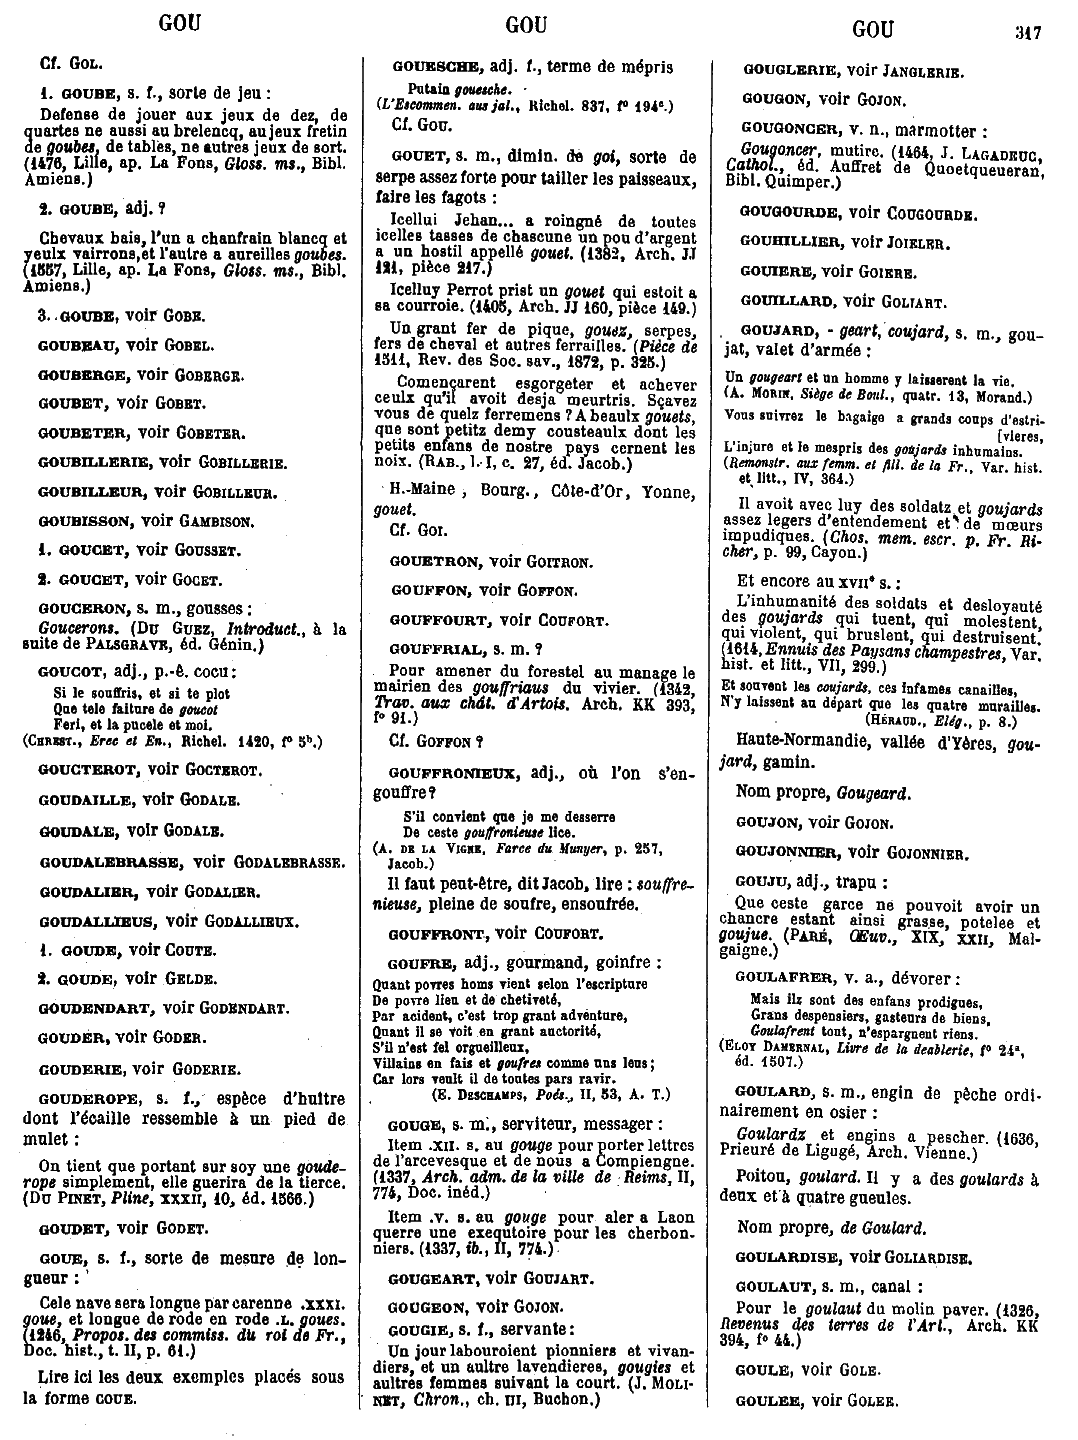 GOU
GOU
GOU
317
Cf. GOL.
1. GOUBE, s. f., sorte de jeu :
Defense de jouer aux jeux de dez, de
quartes ne aussi au brelencq, au jeux fretin
de goubes, de tables, ne autres jeux de sort.
(1476, Lille, ap. La Fons, Gloss. ms., Bibl.
Amiens.)
2. GOUBE, adj. ?
Chevaux bais, l'un a chanfrain blancq et
yeulx vairrons, et l'autre a aureilles goubes.
(1557, Lille, ap. La Fons, Gloss. ms., Bibl.
Amiens.)
3. GOUBE, voir GOBE.
GOUBEAU, voir GOBEL.
GOUBERGE, voir GOBERGE.
GOUBET, voir GOBET.
GOUBETER, voir GOBETER.
GOUBILLERIE, voir GOBILLERIE.
GOUBILLEUR, voir GOBILLEUR.
GOUBISSON, voir GAMBISON.
1. GOUCET, voir GOUSSET.
2. GOUCET, voir GOCET.
GOUCERON, s. m., gousses :
Goucerons. (DU GUEZ, Introduct., à la
suite de PALSGRAVE, éd. Génin.)
GOUCOT, adj., p.-ê. cocu :
Si le souffris, et si te plot
Que tele faiture de goucot
Feri, et la pucele et moi.
(CHREST., Erec et En., Richel. 1420, f° 5b.)
GOUCTEROT, voir GOCTEROT.
GOUDAILLE, voir GODALE.
GOUDALE, voir GODALE.
GOUDALEBRASSE, voir GODALEBRASSE.
GOUDALIER, voir GODALIER.
GOUDALLIEUS, voir GODALLIEUX.
1. GOUDE, voir COUTE.
2. GOUDE, voir GELDE.
GOUDENDART, voir GODENDART.
GOUDER, voir GODER.
GOUDERIE, voir GODERIE.
GOUDEROPE, s. f., espèce d'huître
dont l'écaille ressemble à un pied de
mulet :
On tient que portant sur soy une goude-
rope simplement, elle guerira de la tierce.
(DU PINET, Pline, XXXII, 10, éd. 1566.)
GOUDET, voir GODET.
GOUE, s. f., sorte de mesure de lon-
gueur :
Cele nave sera longue par carenne .XXXI.
goue, et longue de rode en rode .L. goues.
(1246, Propos. des commiss. du roi de Fr.,
Doc. hist., t. II, p. 61.)
Lire ici les deux exemples placés sous
la forme COUE.
GOUESCHE, adj. f., terme de mépris
Putain gouesche.
(L'Escommen. aus jal., Richel. 837, f° 194c.)
Cf. GOU.
GOUET, s. m., dimin. de goi, sorte de
serpe assez forte pour tailler les paisseaux,
faire les fagots :
Icellui Jehan... a roingné de toutes
icelles tasses de chascune un pou d'argent
a un hostil appellé gouet. (1382, Arch. JJ
121, pièce 217.)
Icelluy Perrot prist un gouet qui estoit a
sa courroie. (1405, Arch. JJ 160, pièce 149.)
Un grant fer de pique, gouez, serpes,
fers de cheval et autres ferrailles. (Pièce de
1511, Rev. des Soc. sav., 1872, p. 325.)
Començarent esgorgeter et achever
ceulx qu'il avoit desja meurtris. Sçavez
vous de quelz ferremens ? A beaulx gouets,
que sont petitz demy cousteaulx dont les
petits enfans de nostre pays cernent les
noix. (RAB., l. I, c. 27, éd. Jacob.)
H.-Maine, Bourg., Côte-d'Or, Yonne,
gouet.
Cf. GOI.
GOUETRON, voir GOITRON.
GOUFFON, voir GOFFON.
GOUFFOURT, voir COUFORT.
GOUFFRIAL, s. m. ?
Pour amener du forestel au manage le
mairien des gouffriaus du vivier. (1342,
Trav. aux chât. d'Artois. Arch. KK 393,
f° 91.)
Cf. GOFFON ?
GOUFFRONIEUX, adj., où l'on s'en-
gouffre ?
S'il convient que je me desserre
De ceste gouffronieuse lice.
(A. DE LA VIGNE, Farce du Munyer, p. 257,
Jacob.)
Il faut peut-être, dit Jacob, lire : souffre-
nieuse, pleine de soufre, ensoufrée.
GOUFFRONT, voir COUFORT.
GOUFRE, adj., gourmand, goinfre :
Quant povres homs vient selon l'escripture
De povre lieu et de chetiveté,
Par acident, c'est trop grant adventure,
Quant il se voit en grant auctorité,
S'il n'est fel orgueilleux,
Villains en fais et goufres comme uns leus ;
Car lors veult il de toutes pars ravir.
(E. DESCHAMPS, Poés., II, 53, A. T.)
GOUGE, s. m., serviteur, messager :
Item .XII. s. au gouge pour porter lettres
de l'arcevesque et de nous a Compiengne.
(1337, Arch. adm. de la ville de Reims, II,
774, Doc. inéd.)
Item .V. s. au gouge pour aler a Laon
querre une exequtoire pour les cherbon-
niers. (1337, ib., II, 774.)
GOUGEART, voir GOUJART.
GOUGEON, voir GOJON.
GOUGIE, s. f., servante :
Un jour labouroient pionniers et vivan-
diers, et un aultre lavendieres, gougies et
aultres femmes suivant la court. (J. MOLI-
NET, Chron., ch. III, Buchon.)
GOUGLERIE, voir JANGLERIE.
GOUGON, voir GOJON.
GOUGONCER, v. n., marmotter :
Gougoncer, mutire. (1464, J. LAGADEUC,
Cathol., éd. Auffret de Quoetqueueran,
Bibl. Quimper.)
GOUGOURDE, voir COUGOURDE.
GOUHILLIER, voir JOIELER.
GOUIERE, voir GOIERE.
GOUILLARD, voir GOLIART.
GOUJARD, - geart, coujard, s. m., gou-
jat, valet d'armée :
Un gougeart et un homme y laisserent la vie.
(A. MORIN, Siège de Boul., quatr. 13, Morand.)
Vous suivrez le bagaige a grands coups d'estri-
[vieres,
L'injure et le mespris des goujards inhumains.
(Remonstr. aux femm. et fill. de la Fr., Var. hist.
et litt., IV, 364.)
Il avoit avec luy des soldatz et goujards
assez legers d'entendement et de mœurs
impudiques. (Chos. mem. escr. p. Fr. Ri-
cher, p. 99, Cayon.)
Et encore au XVIIe s. :
L'inhumanité des soldats et desloyauté
des goujards qui tuent, qui molestent,
qui violent, qui bruslent, qui destruisent.
(1614, Ennuis des Paysans champestres, Var.
hist. et litt., VII, 299.)
Et souvent les coujards, ces infames canailles,
N'y laissent au départ que les quatre murailles.
(HÉRAUD., Elég., p. 8.)
Haute-Normandie, vallée d'Yères, gou-
jard, gamin.
Nom propre, Gougeard.
GOUJON, voir GOJON.
GOUJONNIER, voir GOJONNIER.
GOUJU, adj., trapu :
Que ceste garce ne pouvoit avoir un
chancre estant ainsi grasse, potelee et
goujue. (PARÉ, Œuv., XIX, XXII, Mal-
gaigne.)
GOULAFRER, v. a., dévorer :
Mais ilz sont des enfans prodigues,
Grans despensiers, gasteurs de biens,
Goulafrent tout, n'espargnent riens.
(ELOY DAMERNAL, Livre de la deablerie, f° 24a,
éd. 1507.)
GOULARD, s. m., engin de pêche ordi-
nairement en osier :
Goulardz et engins a pescher. (1636,
Prieuré de Ligugé, Arch. Vienne.)
Poitou, goulard. Il y a des goulards à
deux et à quatre gueules.
Nom propre, de Goulard.
GOULARDISE, voir GOLIARDISE.
GOULAUT, s. m., canal :
Pour le goulaut du molin paver. (1326,
Revenus des terres de l'Art., Arch. KK
394, f° 44.)
GOULE, voir GOLE.
GOULEE, voir GOLEE.